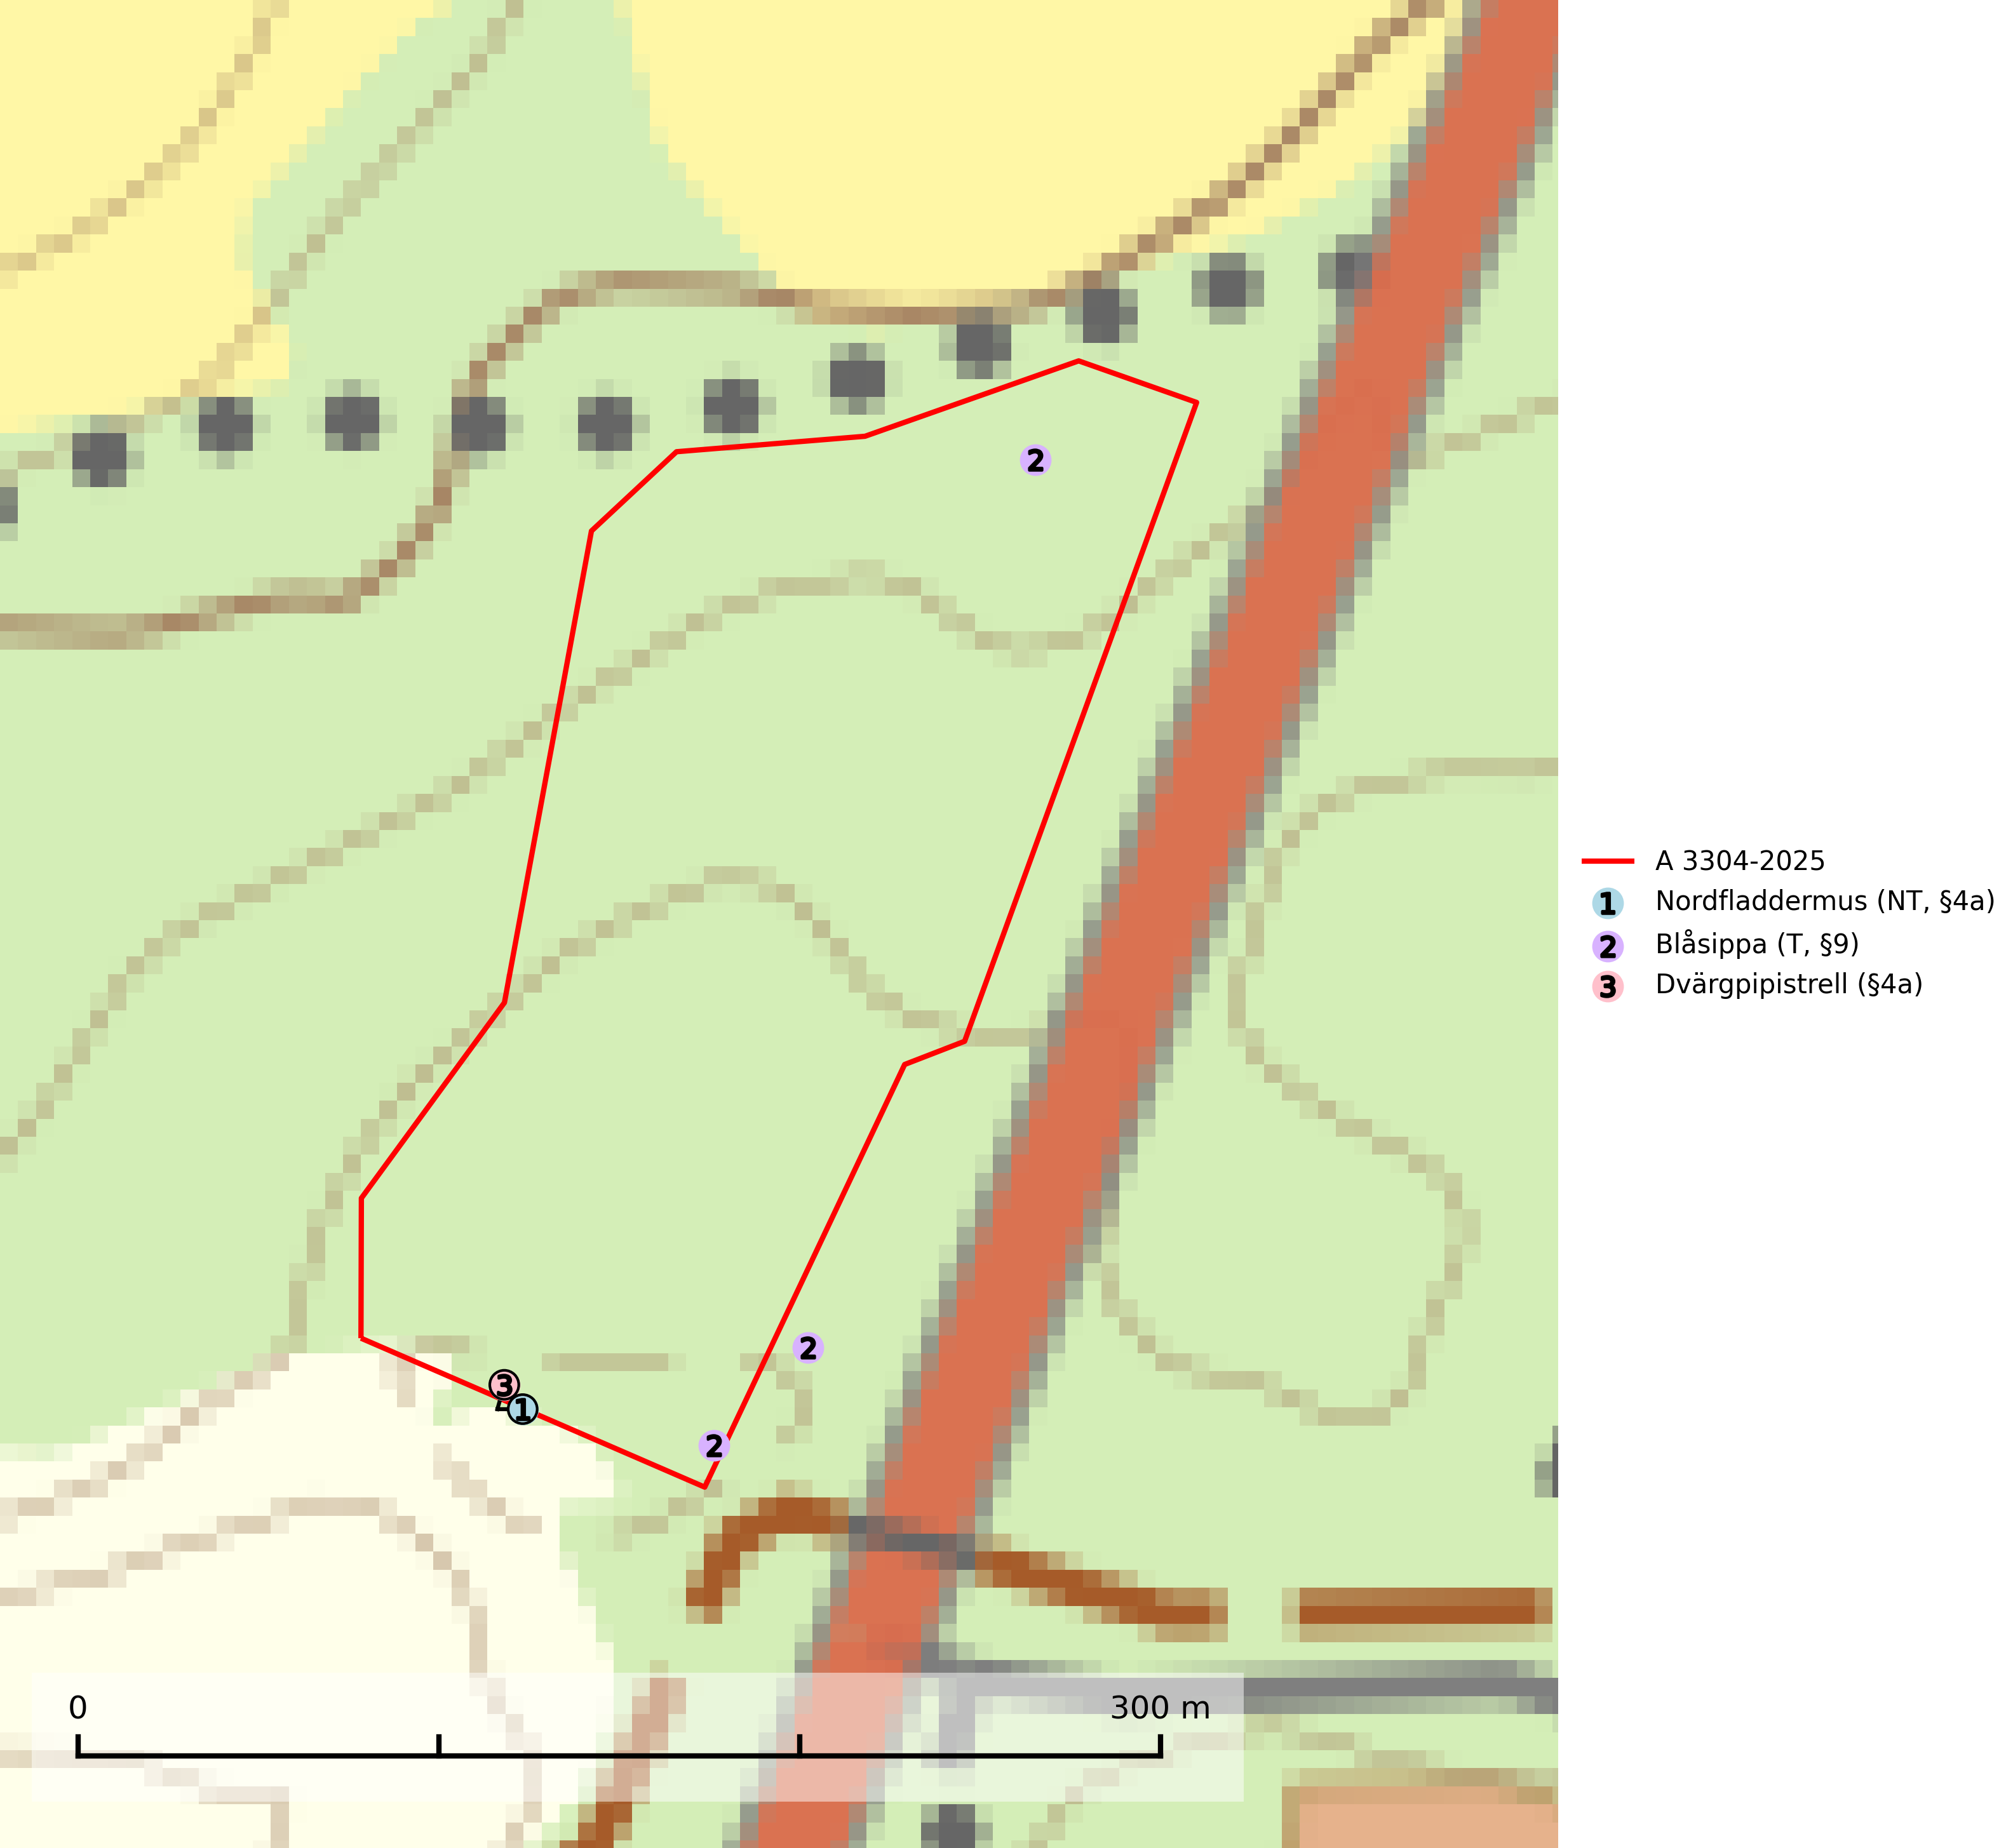 2
2
3
1
2
0
300 m
A 3304-2025
1 Nordfladdermus (NT, §4a)
2 Blåsippa (T, §9)
3 Dvärgpipistrell (§4a)